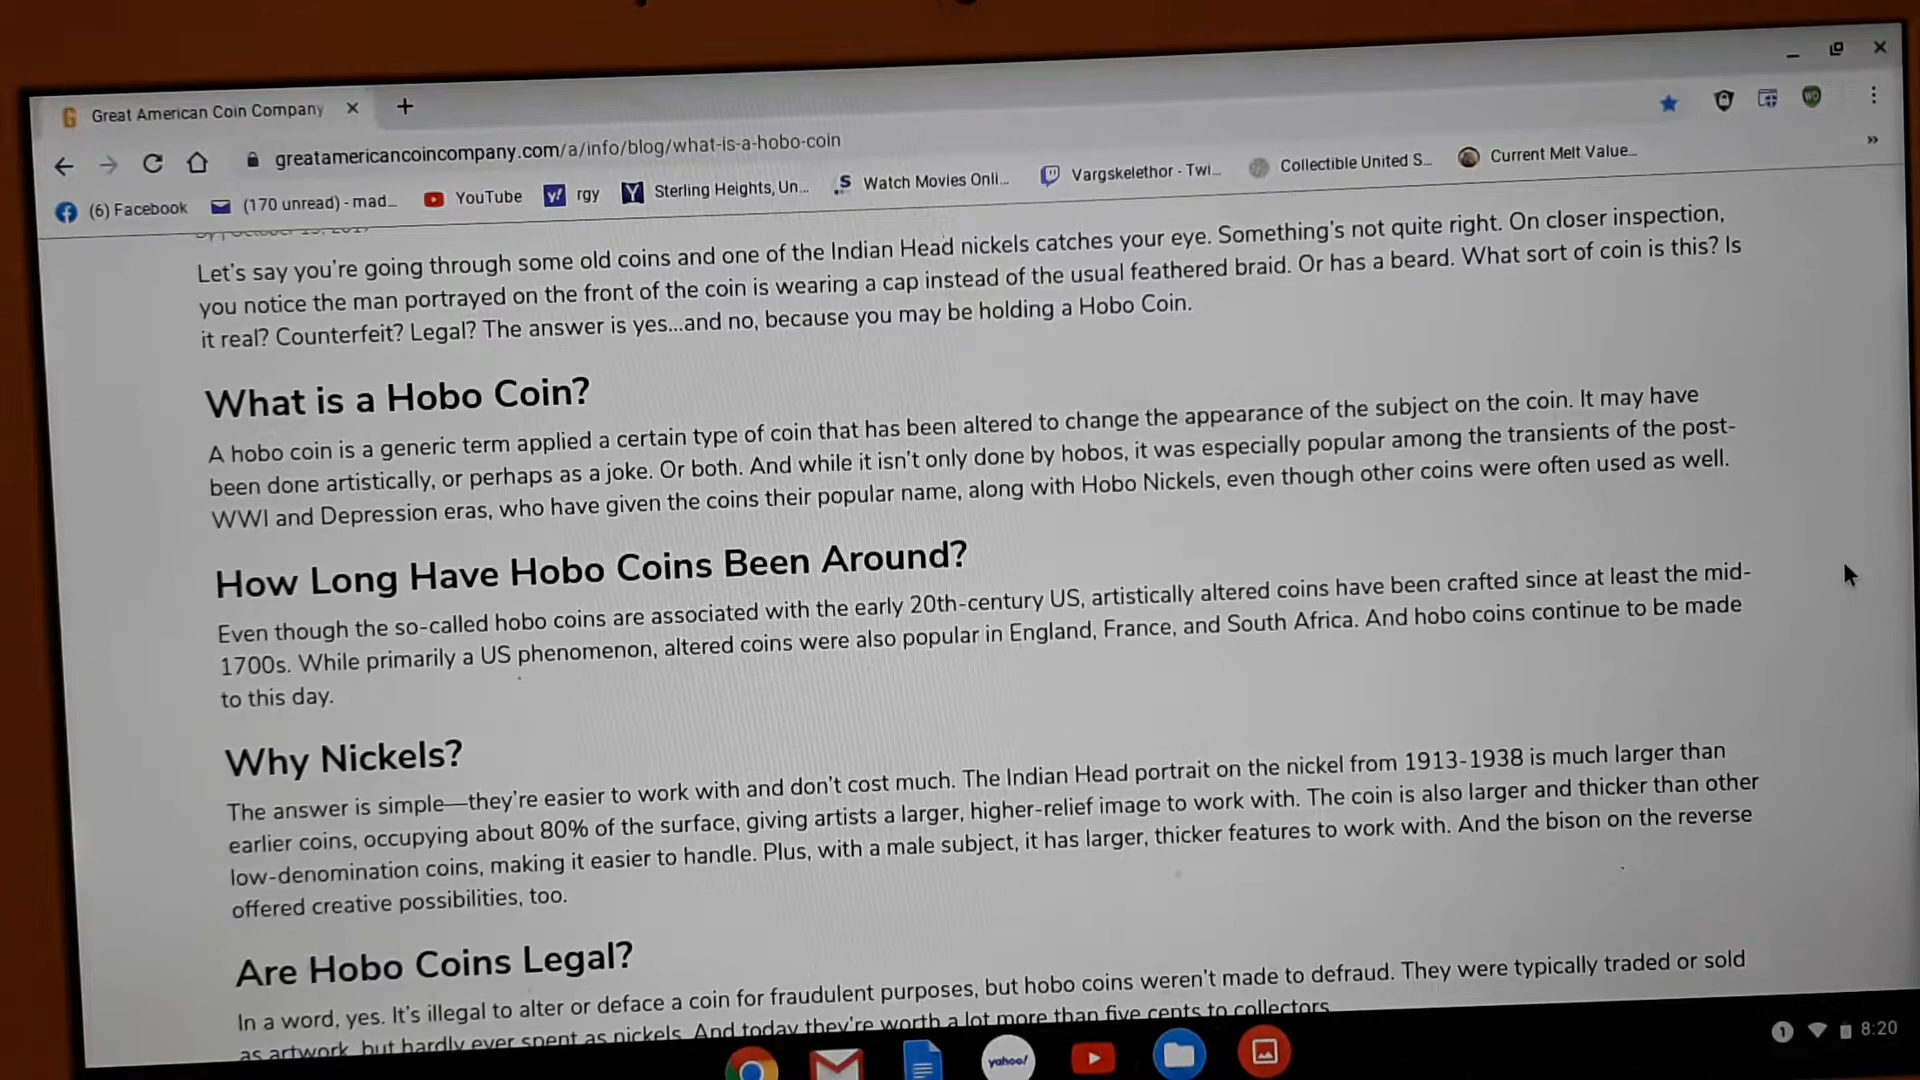 Great American Coin Company
greatamericancoincompany.com/a/info/blog/what-is-a-hobo-coin
(6) Facebook (170 unread) - mad... YouTube rgy Sterling Heights, Un... Watch Movies Onli... Vargskelethor - Twi... Collectible United S... Current Melt Value...
Let's say you're going through some old coins and one of the Indian Head nickels catches your eye. Something's not quite right. On closer inspection,
you notice the man portrayed on the front of the coin is wearing a cap instead of the usual feathered braid. Or has a beard. What sort of coin is this? Is
it real? Counterfeit? Legal? The answer is yes...and no, because you may be holding a Hobo Coin.
What is a Hobo Coin?
A hobo coin is a generic term applied a certain type of coin that has been altered to change the appearance of the subject on the coin. It may have
been done artistically, or perhaps as a joke. Or both. And while it isn't only done by hobos, it was especially popular among the transients of the post-
WWI and Depression eras, who have given the coins their popular name, along with Hobo Nickels, even though other coins were often used as well.
How Long Have Hobo Coins Been Around?
Even though the so-called hobo coins are associated with the early 20th-century US, artistically altered coins have been crafted since at least the mid-
1700s. While primarily a US phenomenon, altered coins were also popular in England, France, and South Africa. And hobo coins continue to be made
to this day.
Why Nickels?
The answer is simple—they're easier to work with and don't cost much. The Indian Head portrait on the nickel from 1913-1938 is much larger than
earlier coins, occupying about 80% of the surface, giving artists a larger, higher-relief image to work with. The coin is also larger and thicker than other
low-denomination coins, making it easier to handle. Plus, with a male subject, it has larger, thicker features to work with. And the bison on the reverse
offered creative possibilities, too.
Are Hobo Coins Legal?
In a word, yes. It's illegal to alter or deface a coin for fraudulent purposes, but hobo coins weren't made to defraud. They were typically traded or sold
as artwork, but hardly ever spent as nickels. And today they're worth a lot more than five cents to collectors
yahoo!
1 8:20